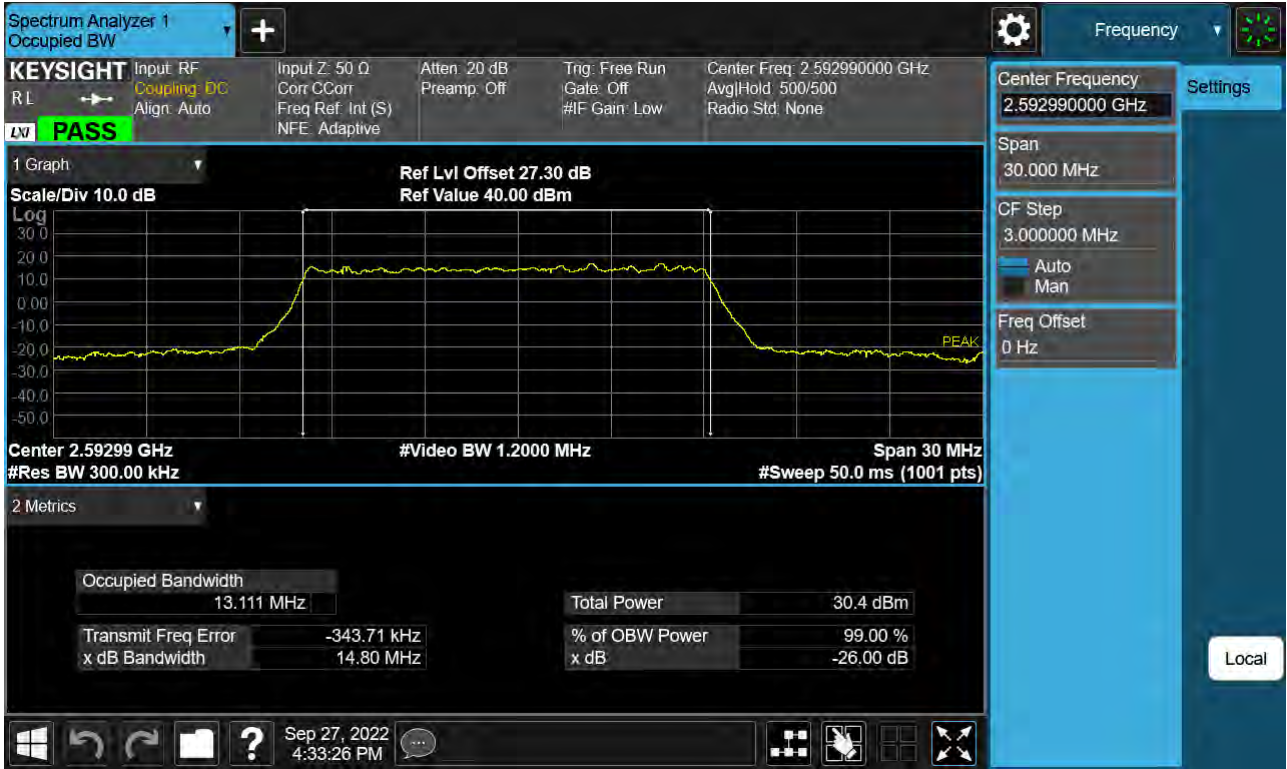 Spectrum Analyzer 1
Occupied BW
Frequency
KEYSIGHT
RL
LXI
PASS
Input: RF
Coupling: DC
Align: Auto
Input Z: 50 Ω
Corr CCorr
Freq Ref: Int (S)
NFE: Adaptive
Atten: 20 dB
Preamp: Off
Trig: Free Run
Gate: Off
#IF Gain: Low
Center Freq: 2.592990000 GHz
Avg|Hold: 500/500
Radio Std: None
Center Frequency
2.592990000 GHz
Settings
Span
30.000 MHz
CF Step
3.000000 MHz
Auto
Man
Freq Offset
0 Hz
Local
1 Graph
Scale/Div 10.0 dB
Ref Lvl Offset 27.30 dB
Ref Value 40.00 dBm
Log
30.0
20.0
10.0
0.00
-10.0
-20.0
-30.0
-40.0
-50.0
PEAK
Center 2.59299 GHz
#Video BW 1.2000 MHz
Span 30 MHz
#Res BW 300.00 kHz
#Sweep 50.0 ms (1001 pts)
2 Metrics
Occupied Bandwidth
13.111 MHz
Total Power 30.4 dBm
Transmit Freq Error -343.71 kHz
% of OBW Power 99.00 %
x dB Bandwidth 14.80 MHz
x dB -26.00 dB
?
Sep 27, 2022
4:33:26 PM